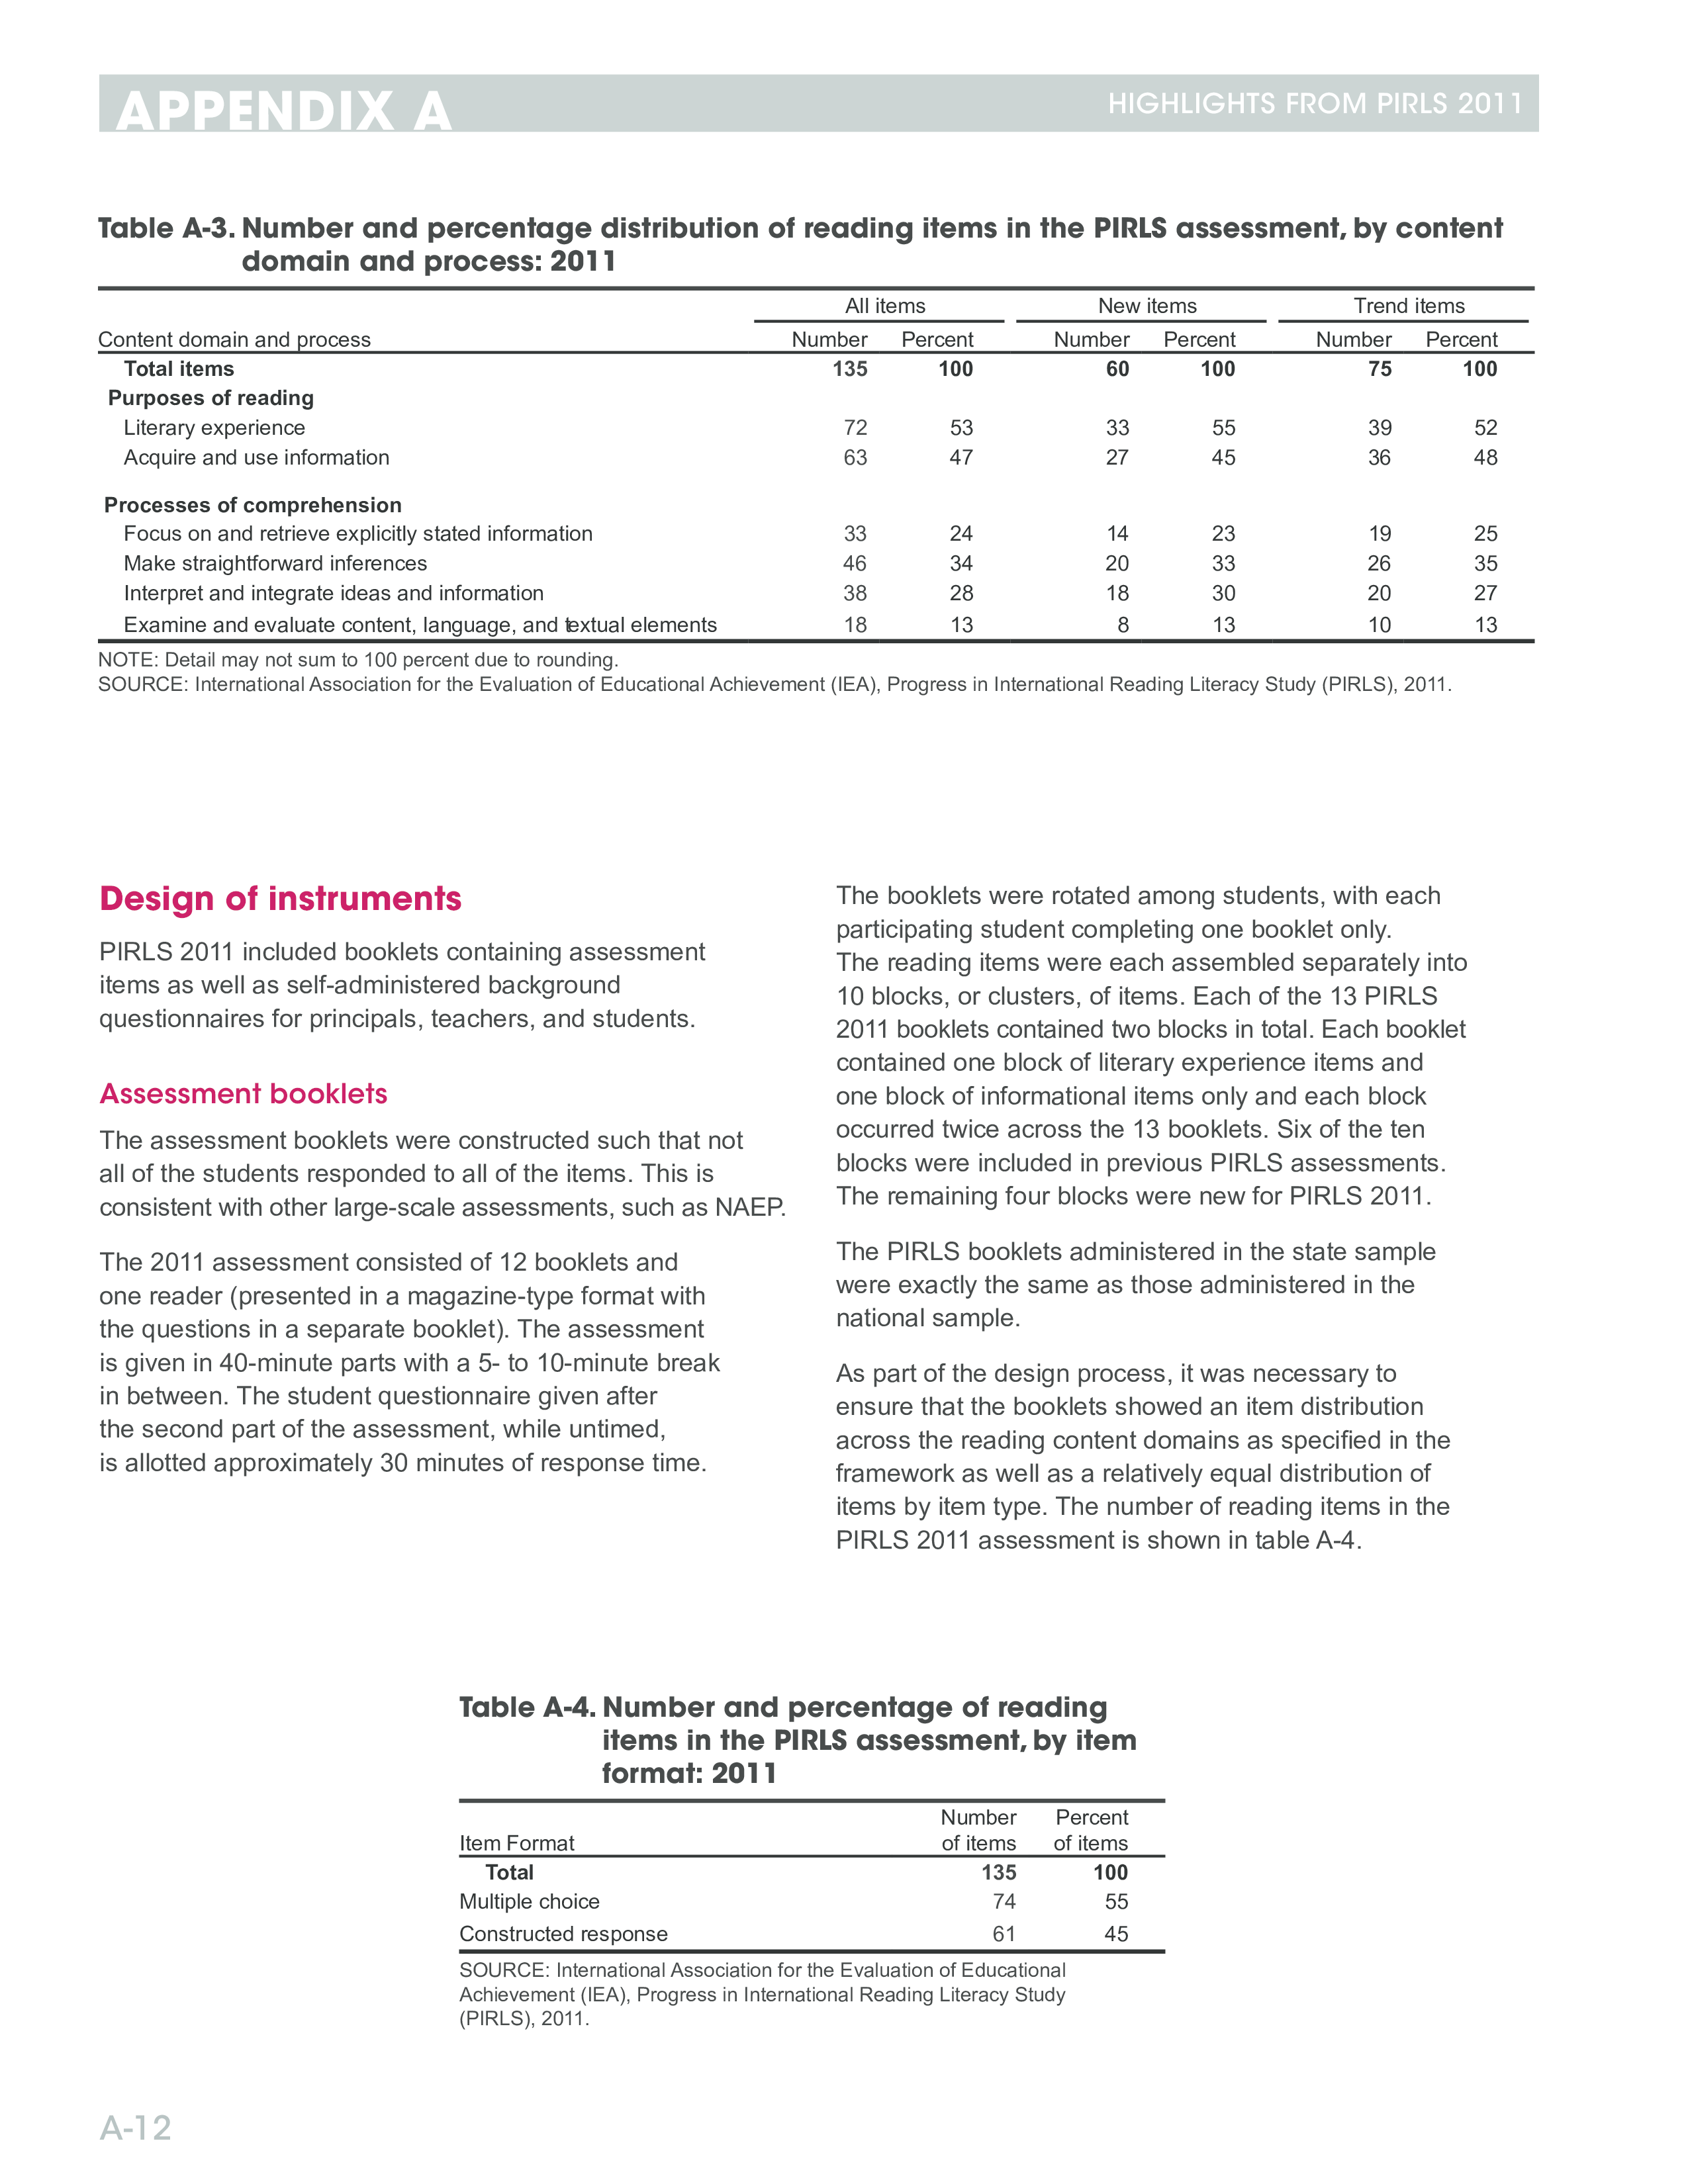 APPENDIX A
HIGHLIGHTS FROM PIRLS 2011
Table A-3. Number and percentage distribution of reading items in the PIRLS assessment, by content
domain and process: 2011
All items New items Trend items
Content domain and process Number Percent Number Percent Number Percent
Total items 135 100 60 100 75 100
Purposes of reading
Literary experience 72 53 33 55 39 52
Acquire and use information 63 47 27 45 36 48
Processes of comprehension
Focus on and retrieve explicitly stated information 33 24 14 23 19 25
Make straightforward inferences 46 34 20 33 26 35
Interpret and integrate ideas and information 38 28 18 30 20 27
Examine and evaluate content, language, and textual elements 18 13 8 13 10 13
NOTE: Detail may not sum to 100 percent due to rounding.
SOURCE: International Association for the Evaluation of Educational Achievement (IEA), Progress in International Reading Literacy Study (PIRLS), 2011.
Design of instruments
PIRLS 2011 included booklets containing assessment
items as well as self-administered background
questionnaires for principals, teachers, and students.
Assessment booklets
The assessment booklets were constructed such that not
all of the students responded to all of the items. This is
consistent with other large-scale assessments, such as NAEP.
The 2011 assessment consisted of 12 booklets and
one reader (presented in a magazine-type format with
the questions in a separate booklet). The assessment
is given in 40-minute parts with a 5- to 10-minute break
in between. The student questionnaire given after
the second part of the assessment, while untimed,
is allotted approximately 30 minutes of response time.
The booklets were rotated among students, with each
participating student completing one booklet only.
The reading items were each assembled separately into
10 blocks, or clusters, of items. Each of the 13 PIRLS
2011 booklets contained two blocks in total. Each booklet
contained one block of literary experience items and
one block of informational items only and each block
occurred twice across the 13 booklets. Six of the ten
blocks were included in previous PIRLS assessments.
The remaining four blocks were new for PIRLS 2011.
The PIRLS booklets administered in the state sample
were exactly the same as those administered in the
national sample.
As part of the design process, it was necessary to
ensure that the booklets showed an item distribution
across the reading content domains as specified in the
framework as well as a relatively equal distribution of
items by item type. The number of reading items in the
PIRLS 2011 assessment is shown in table A-4.
Table A-4. Number and percentage of reading
items in the PIRLS assessment, by item
format: 2011
Number Percent
Item Format of items of items
Total 135 100
Multiple choice 74 55
Constructed response 61 45
SOURCE: International Association for the Evaluation of Educational
Achievement (IEA), Progress in International Reading Literacy Study
(PIRLS), 2011.
A-12